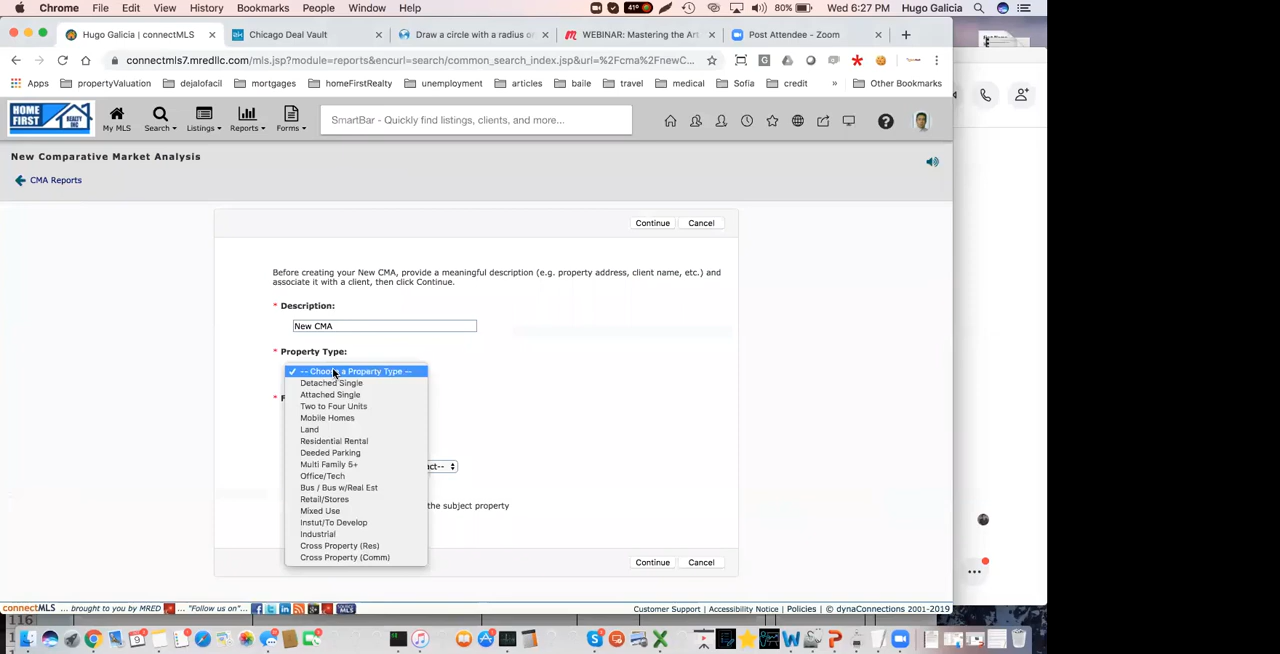 Chrome File Edit View History Bookmarks People Window Help 41° 80% Wed 6:27 PM Hugo Galicia
Hugo Galicia | connectMLS Chicago Deal Vault Draw a circle with a radius o WEBINAR: Mastering the Art Post Attendee - Zoom
connectmls7.mredllc.com/mls.jsp?module=reports&encurl=search/common_search_index.jsp&url=%2Fcma%2FnewC...
Apps propertyValuation dejalofacil mortgages homeFirstRealty unemployment articles baile travel medical Sofia credit » Other Bookmarks
HOME FIRST REALTY INC
My MLS Search Listings Reports Forms
SmartBar - Quickly find listings, clients, and more...
New Comparative Market Analysis
CMA Reports
Continue Cancel
Before creating your New CMA, provide a meaningful description (e.g. property address, client name, etc.) and
associate it with a client, then click Continue.
* Description:
New CMA
* Property Type:
✓ -- Choose a Property Type --
Detached Single
Attached Single
* F
Two to Four Units
Mobile Homes
Land
Residential Rental
Deeded Parking
Multi Family 5+
act--
Office/Tech
Bus / Bus w/Real Est
Retail/Stores
the subject property
Mixed Use
Instut/To Develop
Industrial
Cross Property (Res)
Cross Property (Comm)
Continue Cancel
connectMLS ... brought to you by MRED ... "Follow us on"... Customer Support | Accessibility Notice | Policies | © dynaConnections 2001-2019
116